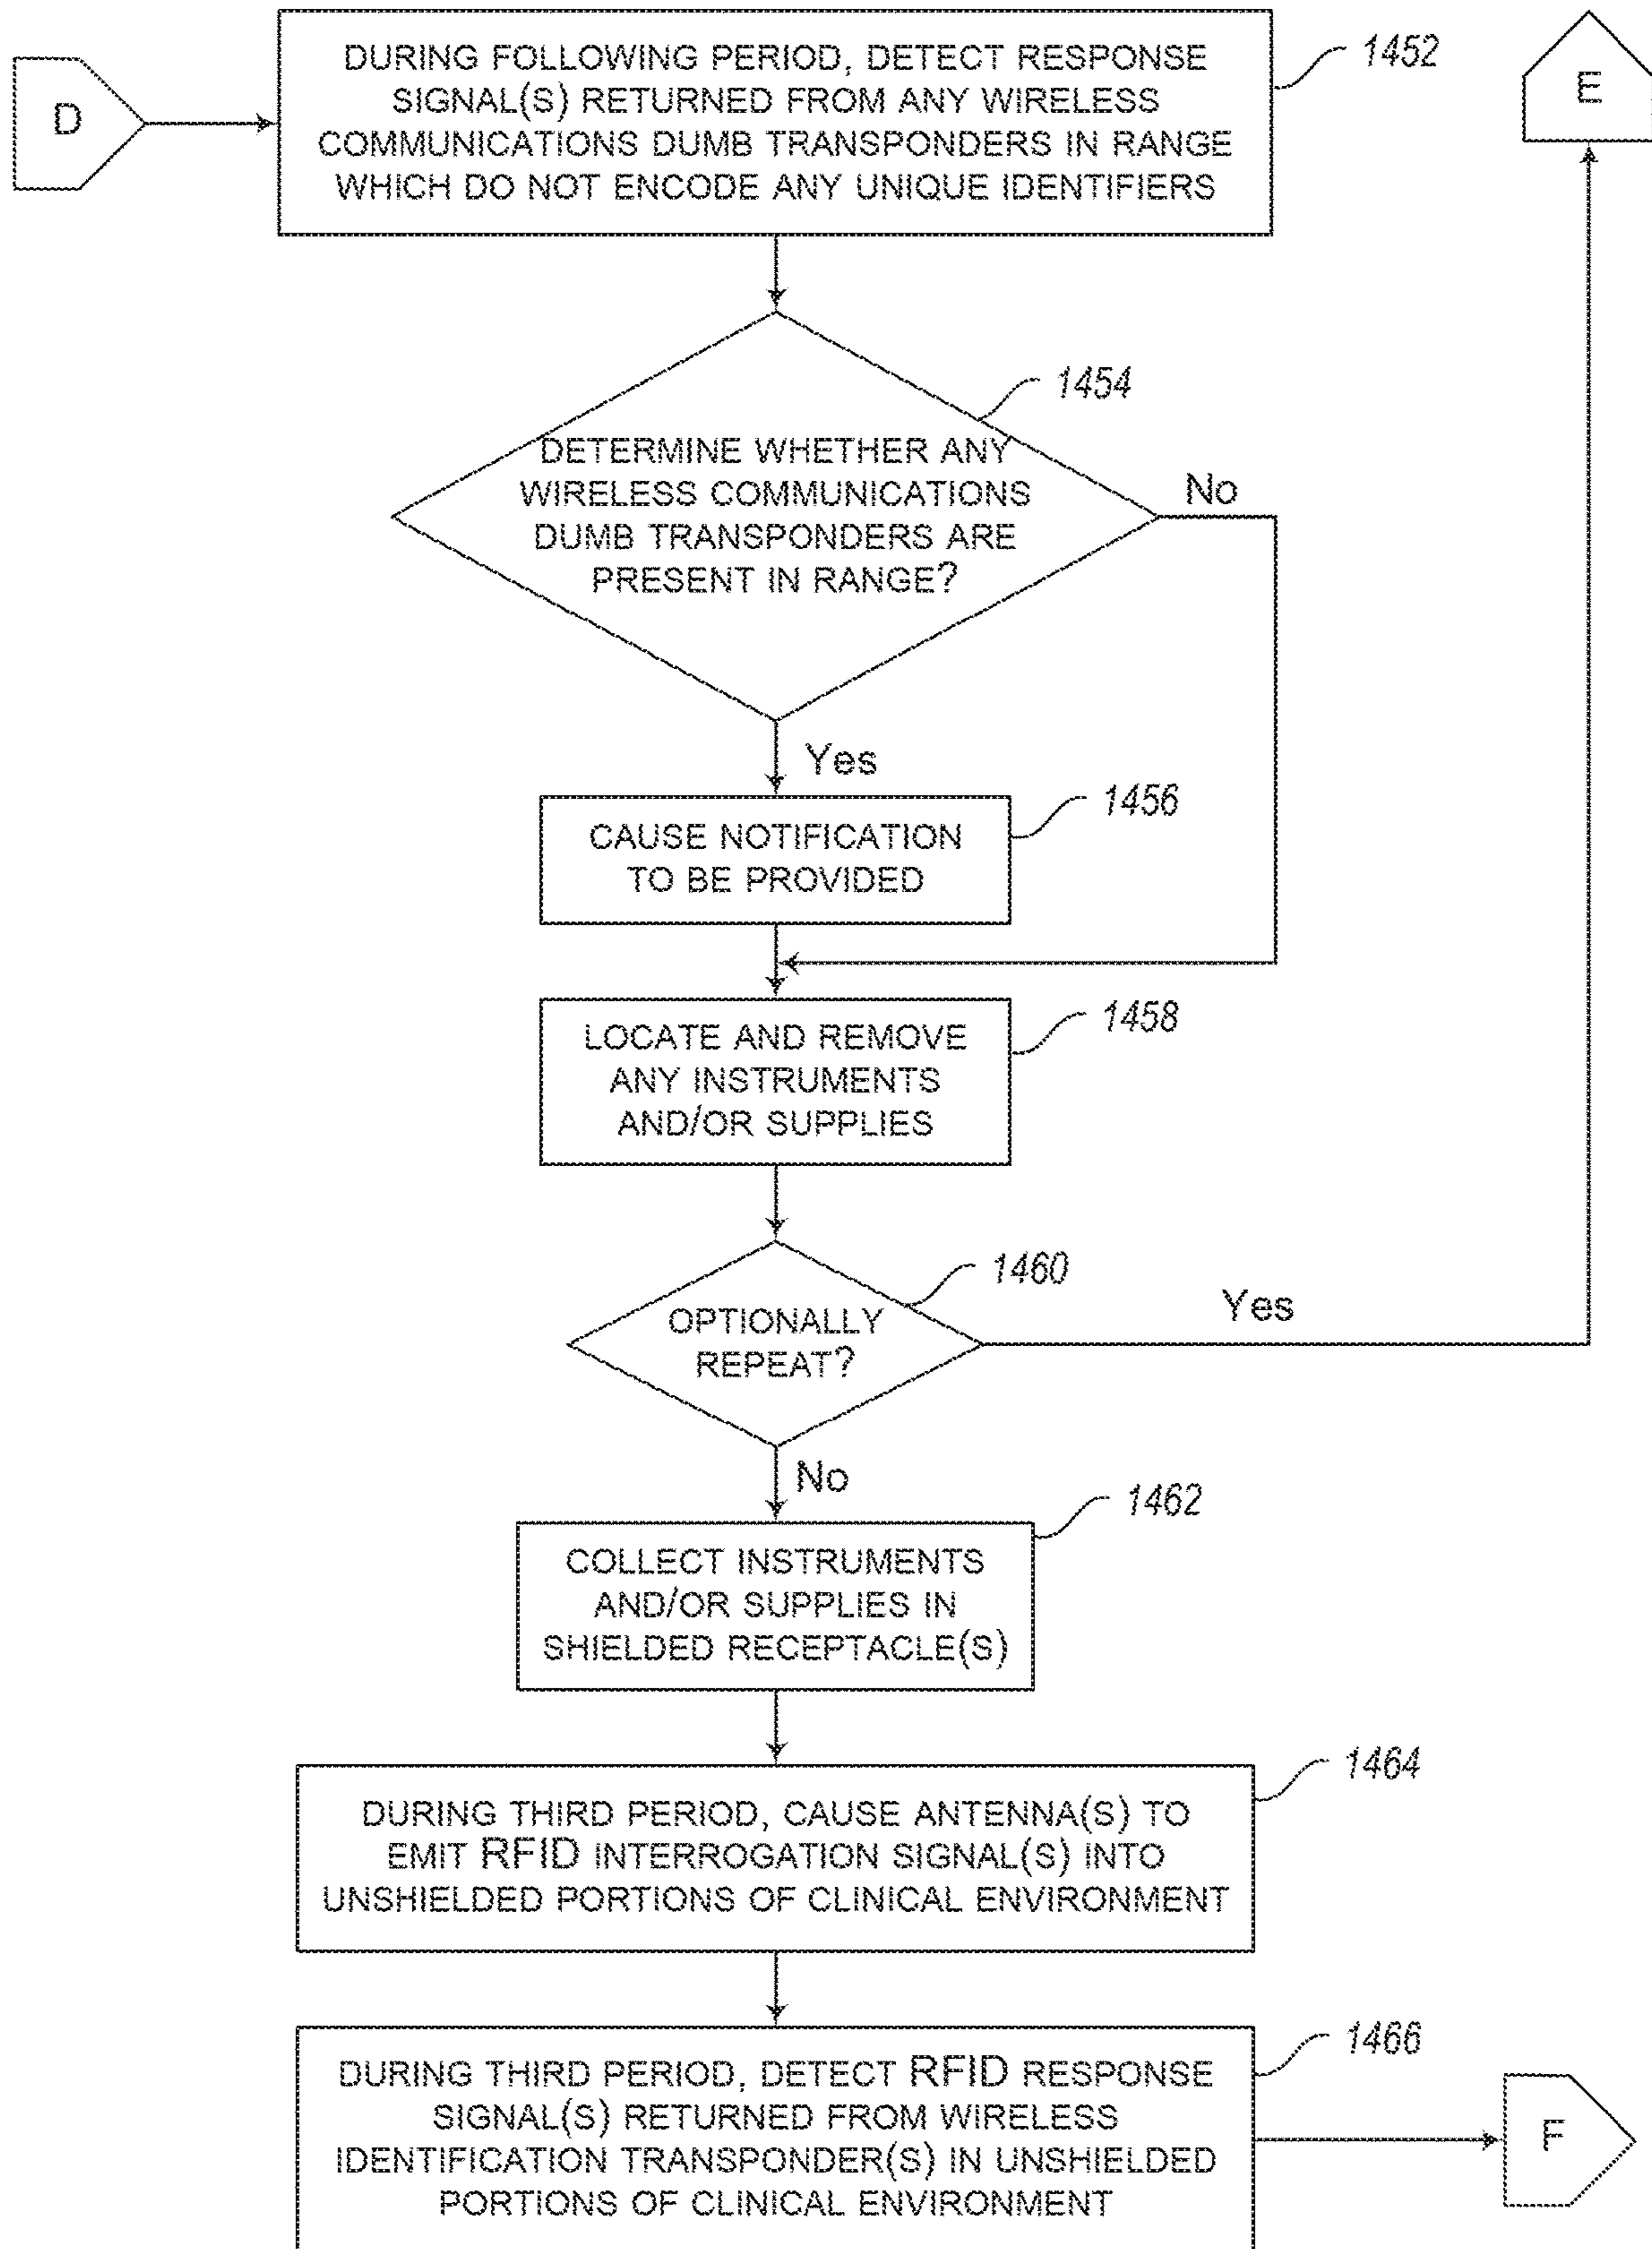 D
DURING FOLLOWING PERIOD, DETECT RESPONSE
SIGNAL(S) RETURNED FROM ANY WIRELESS
COMMUNICATIONS DUMB TRANSPONDERS IN RANGE
WHICH DO NOT ENCODE ANY UNIQUE IDENTIFIERS
1452
E
1454
DETERMINE WHETHER ANY
WIRELESS COMMUNICATIONS
DUMB TRANSPONDERS ARE
PRESENT IN RANGE?
No
Yes
1456
CAUSE NOTIFICATION
TO BE PROVIDED
1458
LOCATE AND REMOVE
ANY INSTRUMENTS
AND/OR SUPPLIES
1460
OPTIONALLY
REPEAT?
Yes
No
1462
COLLECT INSTRUMENTS
AND/OR SUPPLIES IN
SHIELDED RECEPTACLE(S)
1464
DURING THIRD PERIOD, CAUSE ANTENNA(S) TO
EMIT RFID INTERROGATION SIGNAL(S) INTO
UNSHIELDED PORTIONS OF CLINICAL ENVIRONMENT
1466
DURING THIRD PERIOD, DETECT RFID RESPONSE
SIGNAL(S) RETURNED FROM WIRELESS
IDENTIFICATION TRANSPONDER(S) IN UNSHIELDED
PORTIONS OF CLINICAL ENVIRONMENT
F